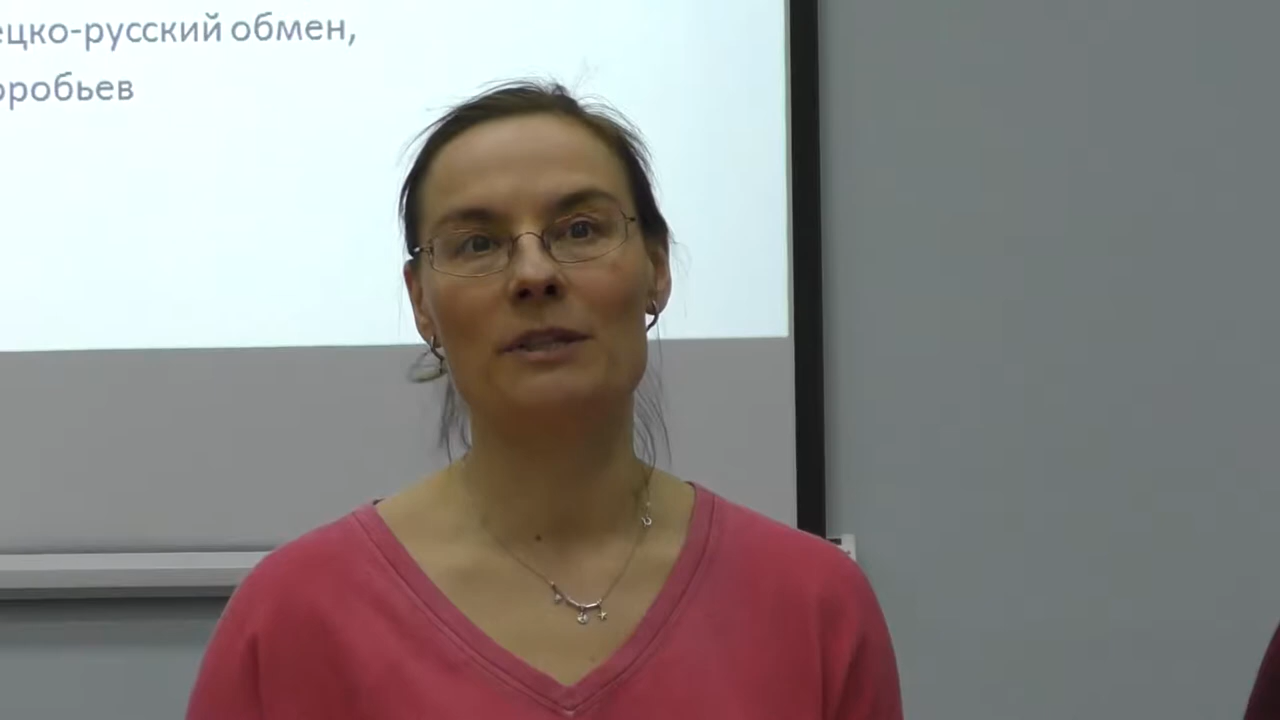 ецко-русский обмен,
оробьев